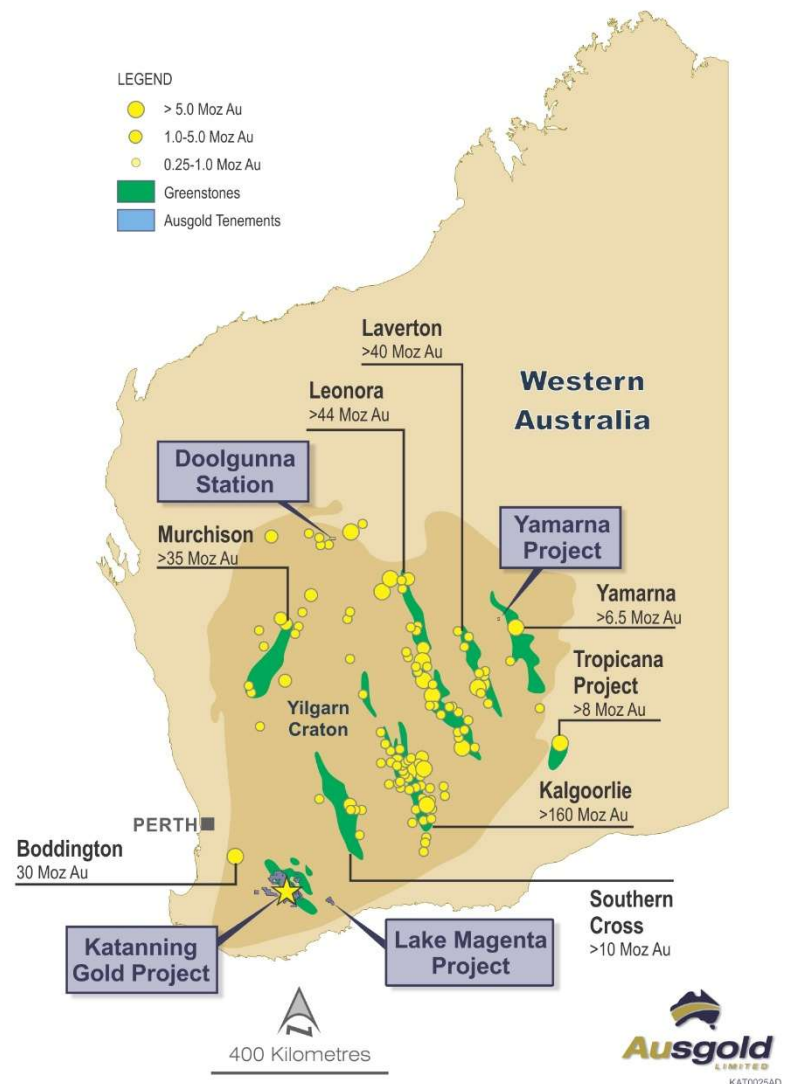 LEGEND
> 5.0 Moz Au
1.0-5.0 Moz Au
0.25-1.0 Moz Au
Greenstones
Ausgold Tenements
Laverton
>40 Moz Au
Leonora
>44 Moz Au
Western
Australia
Doolgunna
Station
Murchison
>35 Moz Au
Yamarna
Project
Yamarna
>6.5 Moz Au
Tropicana
Project
>8 Moz Au
Yilgarn
Craton
Kalgoorlie
>160 Moz Au
PERTH
Boddington
30 Moz Au
Southern
Cross
>10 Moz Au
Katanning
Gold Project
Lake Magenta
Project
N
400 Kilometres
Ausgold
LIMITED
KAT0025AD